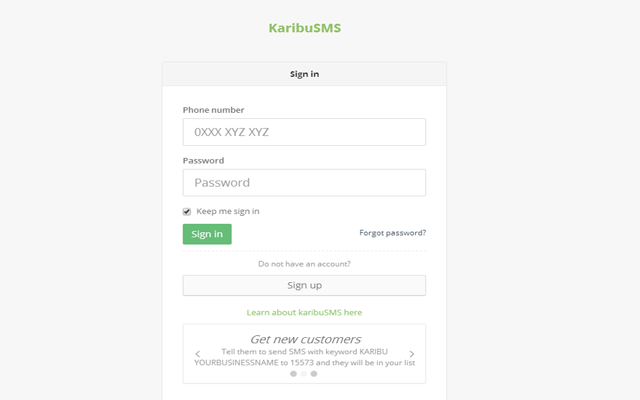 KaribuSMS
Sign in
Phone number
0XXX XYZ XYZ
Password
Password
Keep me sign in
Sign in
Forgot password?
Do not have an account?
Sign up
Learn about karibuSMS here
Get new customers
Tell them to send SMS with keyword KARIBU
YOURBUSINESSNAME to 15573 and they will be in your list